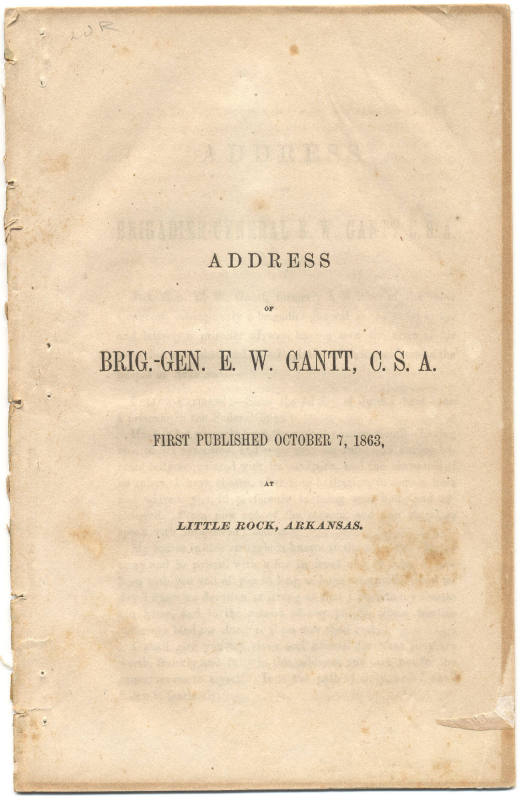 ADDRESS
OF
BRIG.-GEN. E. W. GANTT, C. S. A.
FIRST PUBLISHED OCTOBER 7, 1863,
AT
LITTLE ROCK, ARKANSAS.